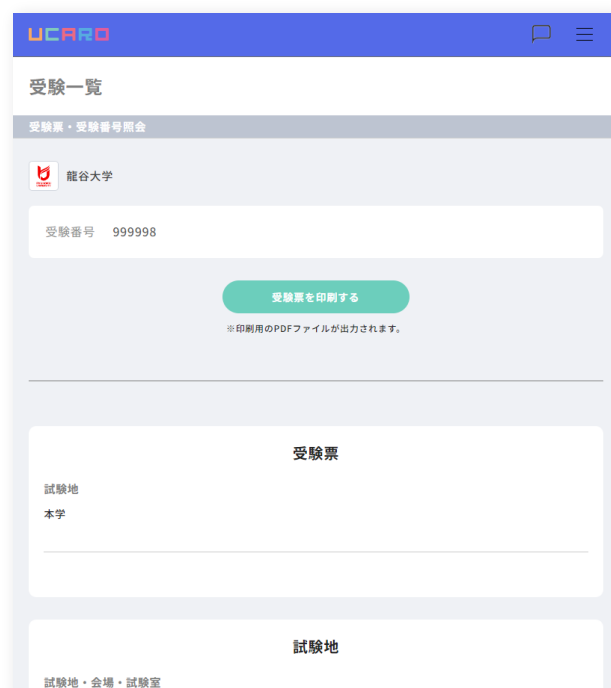 UCARO
受験一覧
受験票・受験番号照会
龍谷大学
受験番号 999998
受験票を印刷する
※印刷用のPDFファイルが出力されます。
受験票
試験地
本学
試験地
試験地・会場・試験室